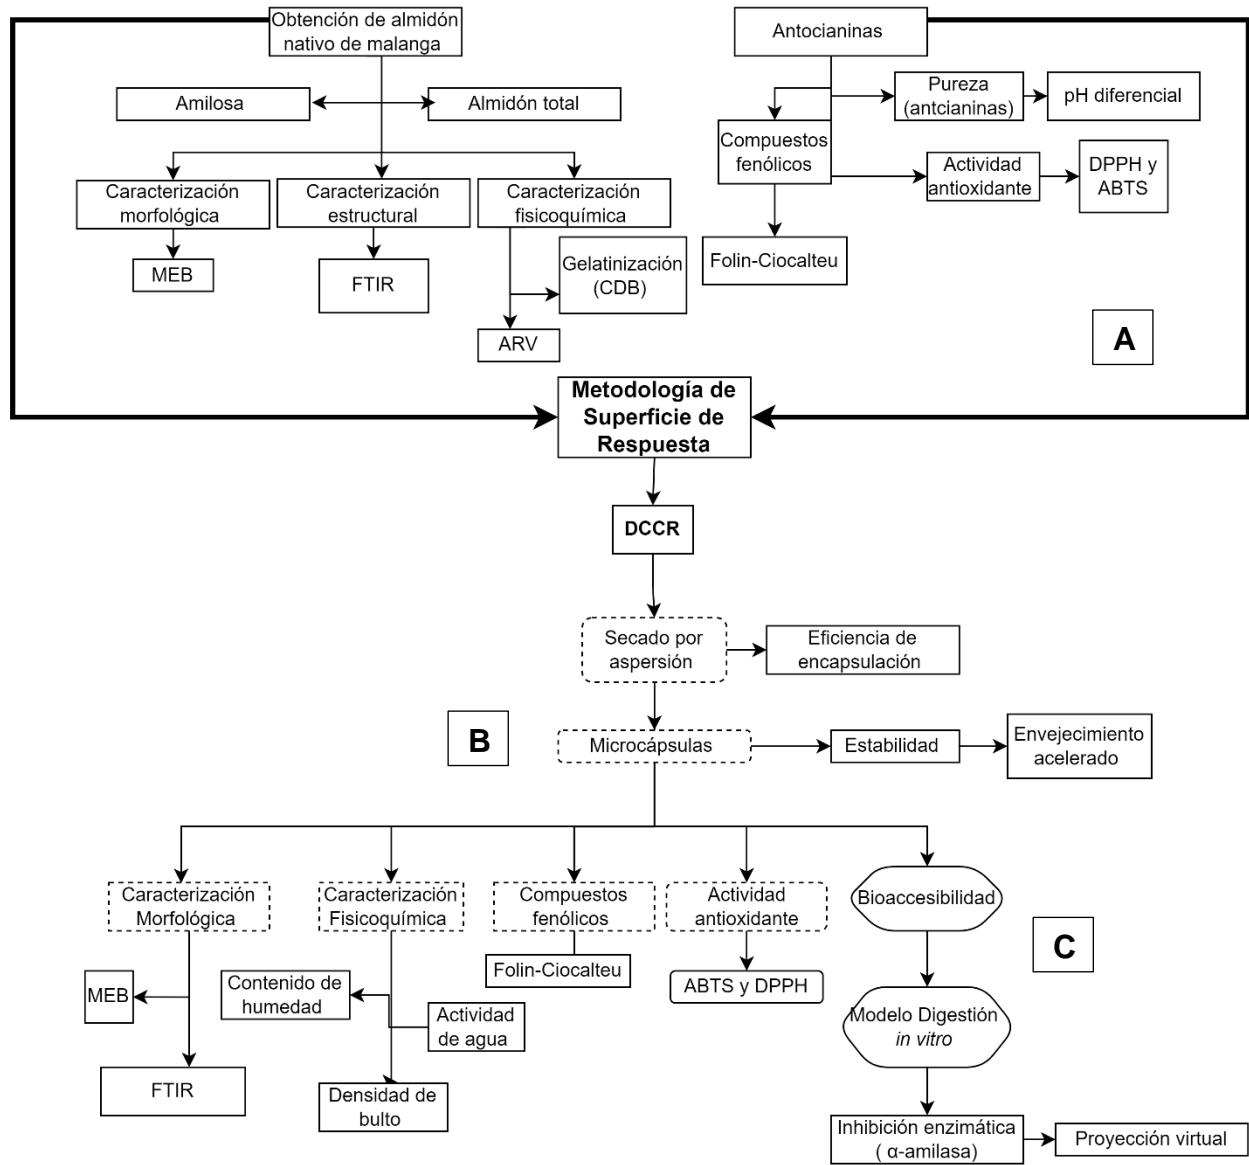 Obtención de almidón
nativo de malanga
Antocianinas
Amilosa
Almidón total
Pureza
(antcianinas)
pH diferencial
Compuestos
fenólicos
Actividad
antioxidante
DPPH y
ABTS
Caracterización
morfológica
Caracterización
estructural
Caracterización
fisicoquímica
MEB
FTIR
Gelatinización
(CDB)
ARV
Folin-Ciocalteu
A
Metodología de
Superficie de
Respuesta
DCCR
Secado por
aspersión
Eficiencia de
encapsulación
B
Microcápsulas
Estabilidad
Envejecimiento
acelerado
Caracterización
Morfológica
Caracterización
Fisicoquímica
Compuestos
fenólicos
Actividad
antioxidante
Bioaccesibilidad
C
MEB
FTIR
Contenido de
humedad
Actividad
de agua
Densidad de
bulto
Folin-Ciocalteu
ABTS y DPPH
Modelo Digestión
in vitro
Inhibición enzimática
( α-amilasa)
Proyección virtual